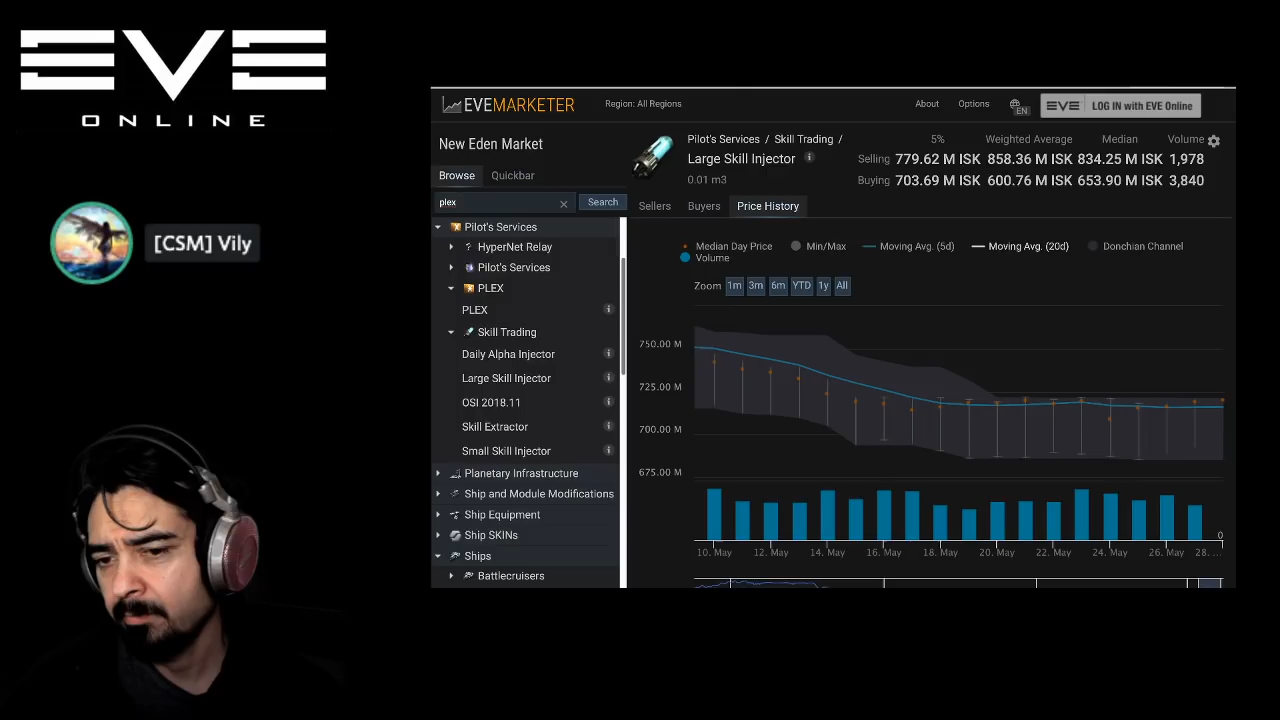 EVE
ONLINE
[CSM] Vily
EVEMARKETER
Region: All Regions
About
Options
EN
EVE
LOG IN with EVE Online
New Eden Market
Browse
Quickbar
plex
Search
Pilot's Services
HyperNet Relay
Pilot's Services
PLEX
PLEX
Skill Trading
Daily Alpha Injector
Large Skill Injector
OSI 2018.11
Skill Extractor
Small Skill Injector
Planetary Infrastructure
Ship and Module Modifications
Ship Equipment
Ship SKINs
Ships
Battlecruisers
Pilot's Services / Skill Trading /
Large Skill Injector
0.01 m3
5% Weighted Average Median Volume
Selling 779.62 M ISK 858.36 M ISK 834.25 M ISK 1,978
Buying 703.69 M ISK 600.76 M ISK 653.90 M ISK 3,840
Sellers Buyers Price History
Median Day Price Min/Max Moving Avg. (5d) Moving Avg. (20d) Donchian Channel
Volume
Zoom 1m 3m 6m YTD 1y All
750.00 M
725.00 M
700.00 M
675.00 M
0
10. May 12. May 14. May 16. May 18. May 20. May 22. May 24. May 26. May 28. ...